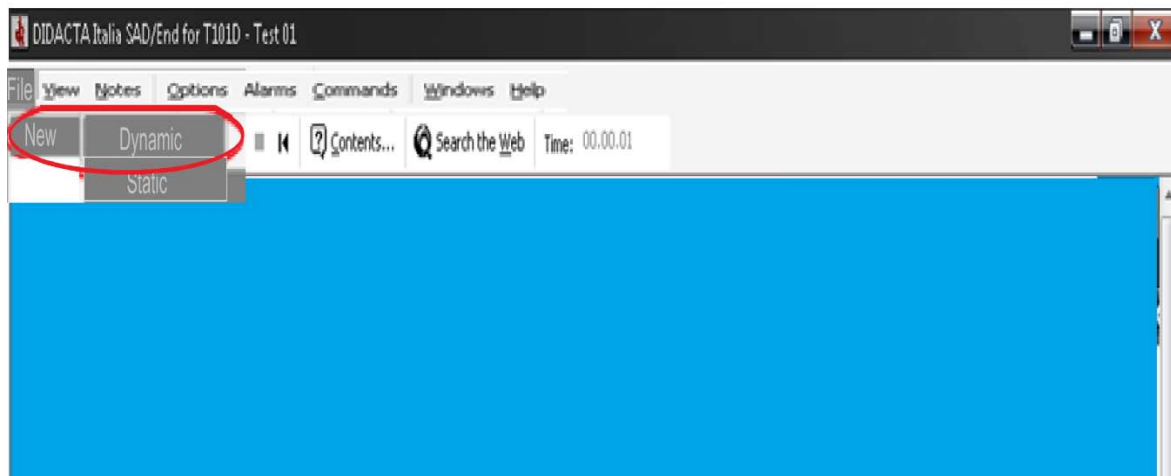 DIDACTA Italia SAD/End for T101D - Test 01
File View Notes Options Alarms Commands Windows Help
New Dynamic Contents... Search the Web Time: 00.00.01
Static